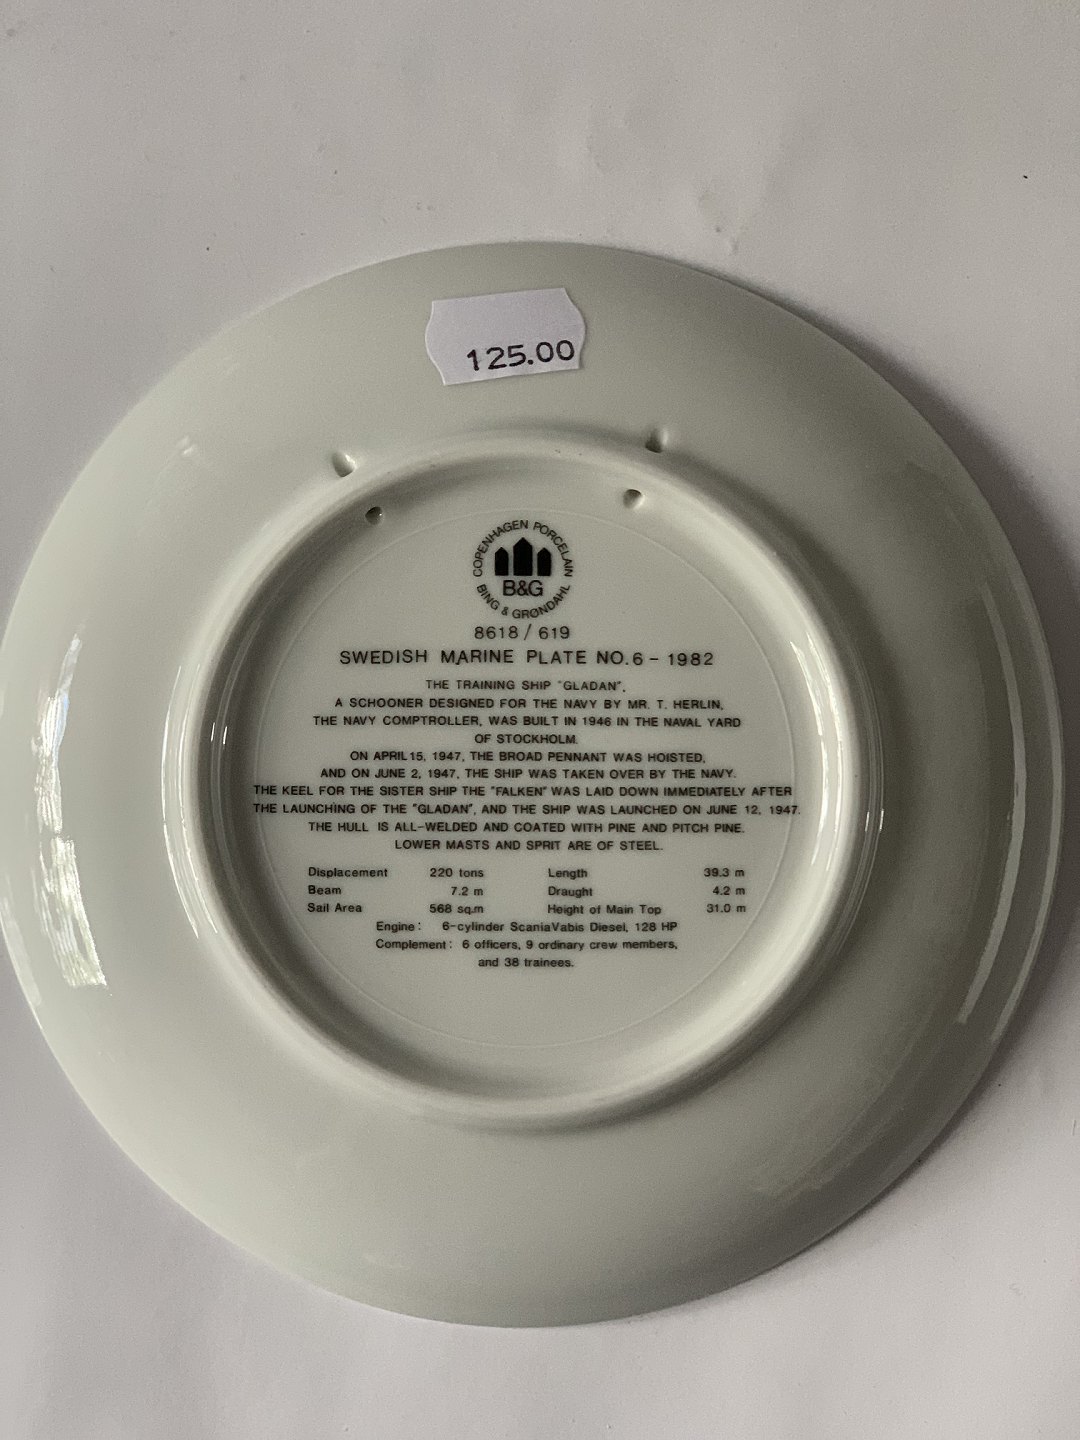 125.00
COPENHAGEN PORCELAIN
B&G
BING & GRØNDAHL
8618 / 619
SWEDISH MARINE PLATE NO.6 - 1982
THE TRAINING SHIP "GLADAN",
A SCHOONER DESIGNED FOR THE NAVY BY MR. T. HERLIN,
THE NAVY COMPTROLLER, WAS BUILT IN 1946 IN THE NAVAL YARD
OF STOCKHOLM.
ON APRIL 15, 1947, THE BROAD PENNANT WAS HOISTED,
AND ON JUNE 2, 1947, THE SHIP WAS TAKEN OVER BY THE NAVY.
THE KEEL FOR THE SISTER SHIP THE "FALKEN" WAS LAID DOWN IMMEDIATELY AFTER
THE LAUNCHING OF THE "GLADAN", AND THE SHIP WAS LAUNCHED ON JUNE 12, 1947.
THE HULL IS ALL-WELDED AND COATED WITH PINE AND PITCH PINE.
LOWER MASTS AND SPRIT ARE OF STEEL.
Displacement 220 tons Length 39.3 m
Beam 7.2 m Draught 4.2 m
Sail Area 568 sq.m Height of Main Top 31.0 m
Engine: 6-cylinder ScaniaVabis Diesel, 128 HP
Complement: 6 officers, 9 ordinary crew members,
and 38 trainees.